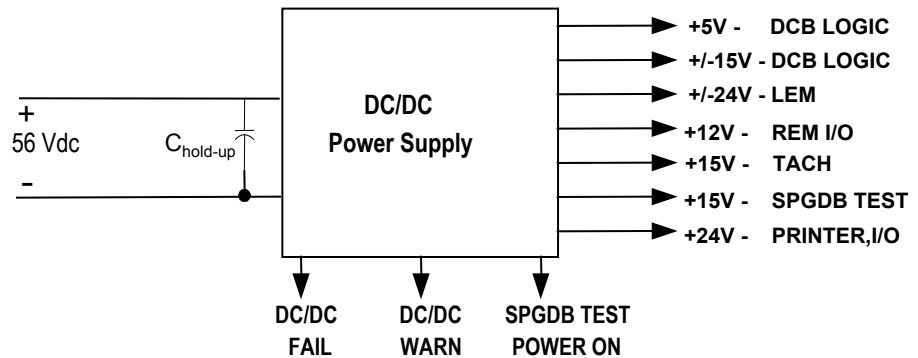 +5V - DCB LOGIC
+/-15V - DCB LOGIC
+/-24V - LEM
+12V - REM I/O
+15V - TACH
+15V - SPGDB TEST
+24V - PRINTER,I/O
DC/DC
Power Supply
+
56 Vdc
-
Chold-up
DC/DC
FAIL
DC/DC
WARN
SPGDB TEST
POWER ON